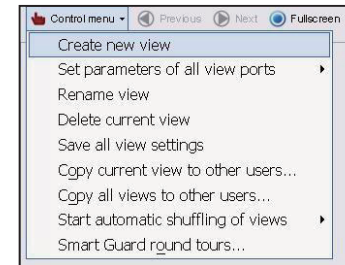 Control menu Previous Next Fullscreen
Create new view
Set parameters of all view ports
Rename view
Delete current view
Save all view settings
Copy current view to other users...
Copy all views to other users...
Start automatic shuffling of views
Smart Guard round tours...